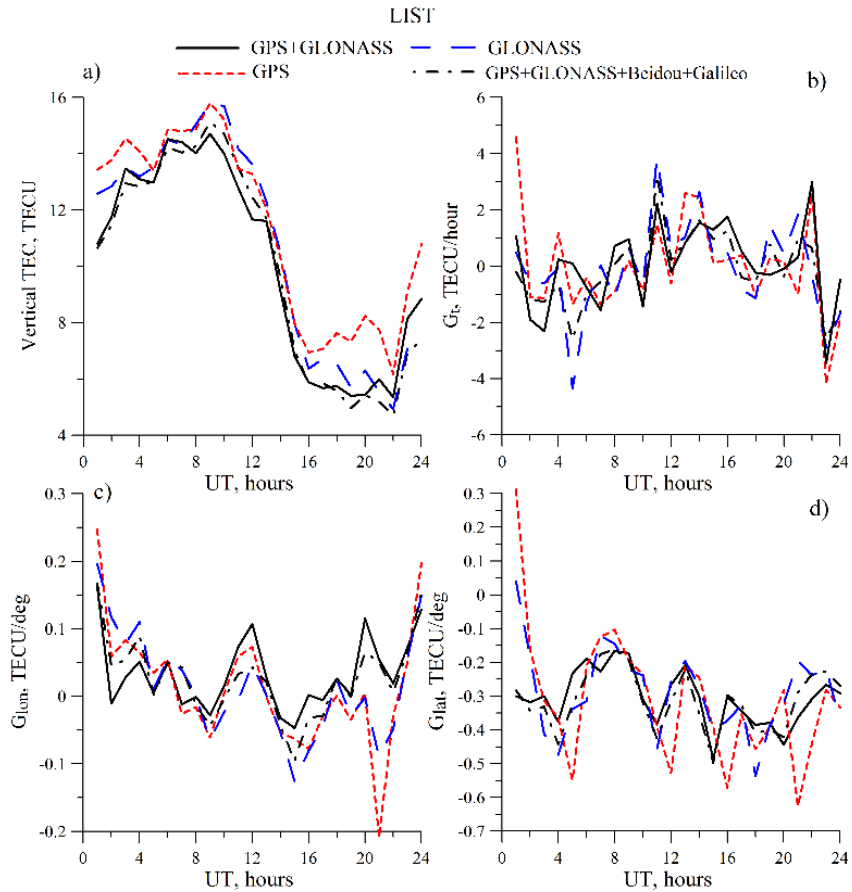 LIST
GPS+GLONASS GLONASS
GPS GPS+GLONASS+Beidou+Galileo
a)
Vertical TEC, TECU
16
12
8
4
0 4 8 12 16 20 24
UT, hours
b)
Gt, TECU/hour
6
4
2
0
-2
-4
-6
0 4 8 12 16 20 24
UT, hours
c)
Glon, TECU/deg
0.3
0.2
0.1
0
-0.1
-0.2
0 4 8 12 16 20 24
UT, hours
d)
Glat, TECU/deg
0.3
0.2
0.1
0
-0.1
-0.2
-0.3
-0.4
-0.5
-0.6
-0.7
0 4 8 12 16 20 24
UT, hours